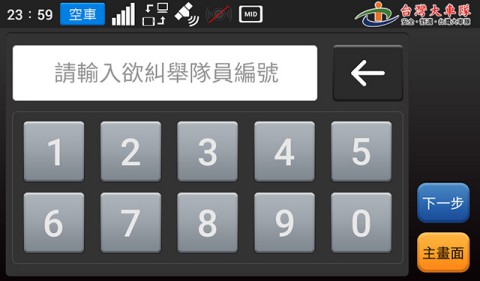 23 : 59 空車 MID 台灣大車隊
安全・舒適・台灣大車隊
請輸入欲糾舉隊員編號
1 2 3 4 5
6 7 8 9 0
下一步
主畫面